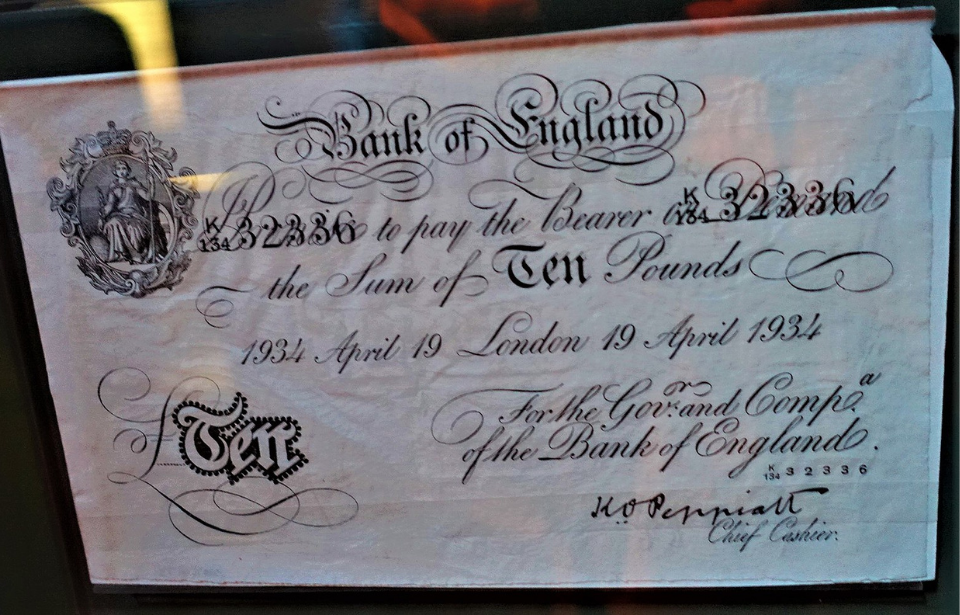 Bank of England
K 134 32336 K 134 32336
I Promise to pay the Bearer on Demand
the Sum of Ten Pounds
1934 April 19 London 19 April 1934
For the Govr. and Compa.
of the Bank of England.
K 134 32336
£ Ten
K.O Peppiatt
Chief Cashier.